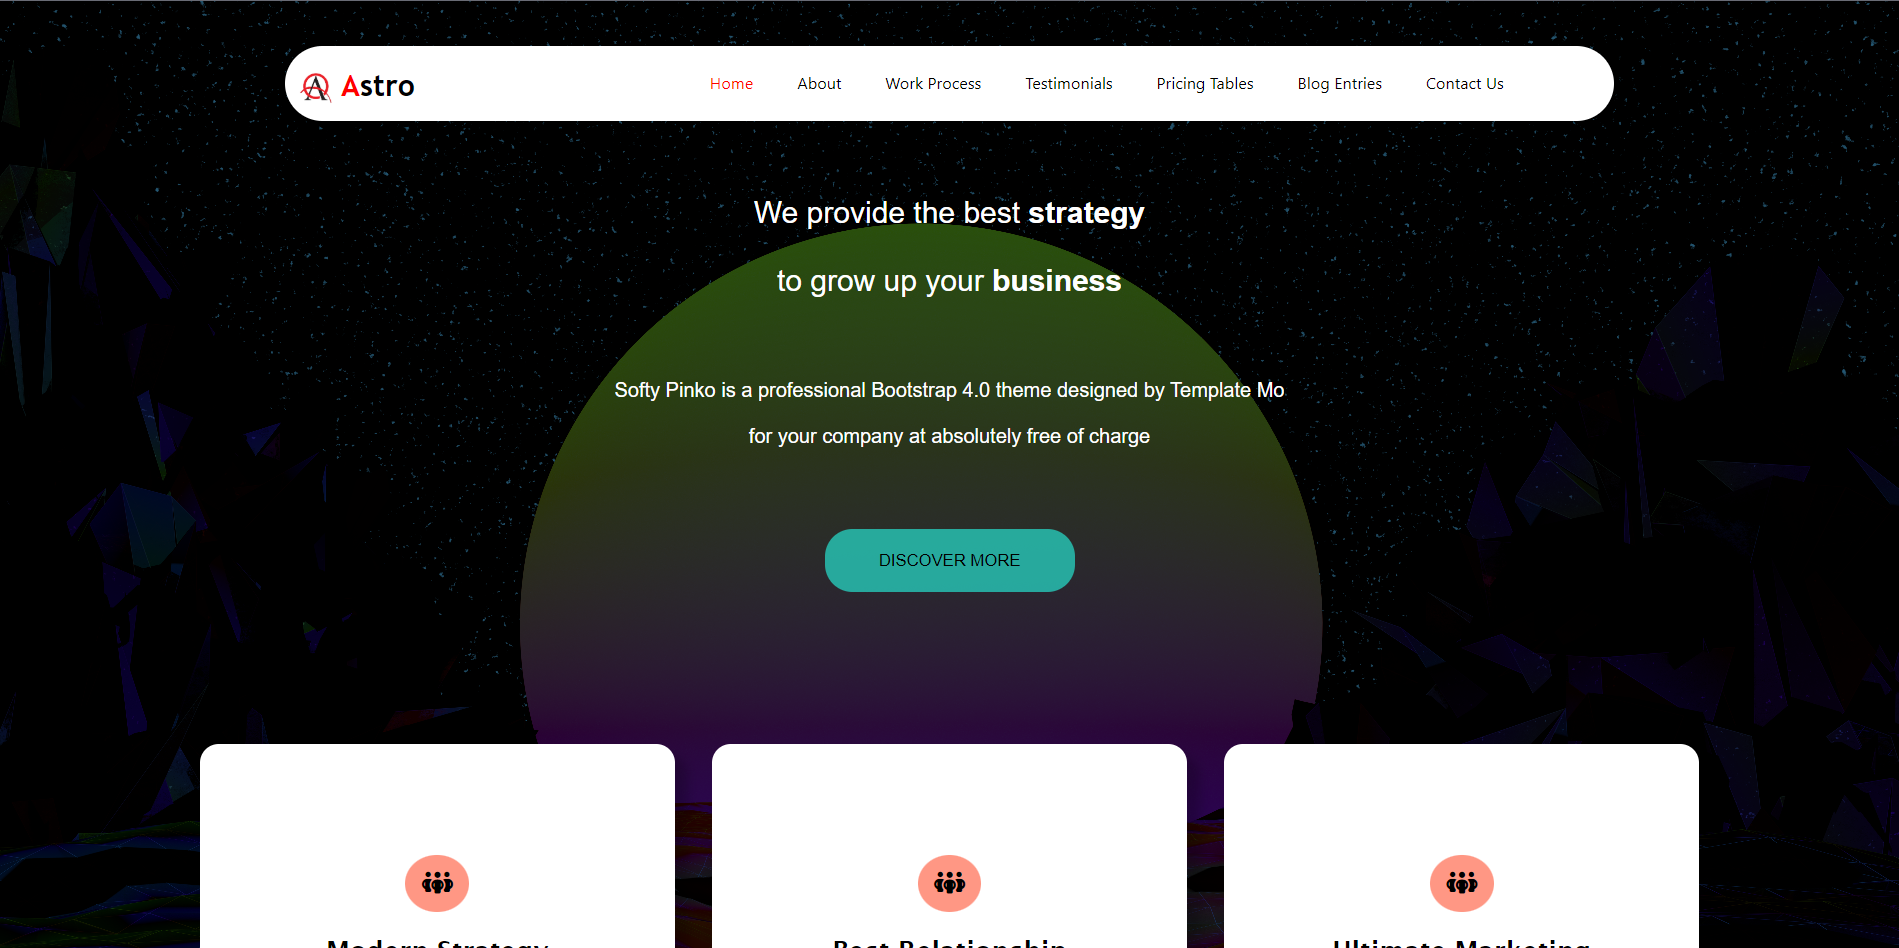 Astro
Home About Work Process Testimonials Pricing Tables Blog Entries Contact Us
We provide the best strategy
to grow up your business
Softy Pinko is a professional Bootstrap 4.0 theme designed by Template Mo
for your company at absolutely free of charge
DISCOVER MORE
Modern Strategy Best Relationship Ultimate Marketing